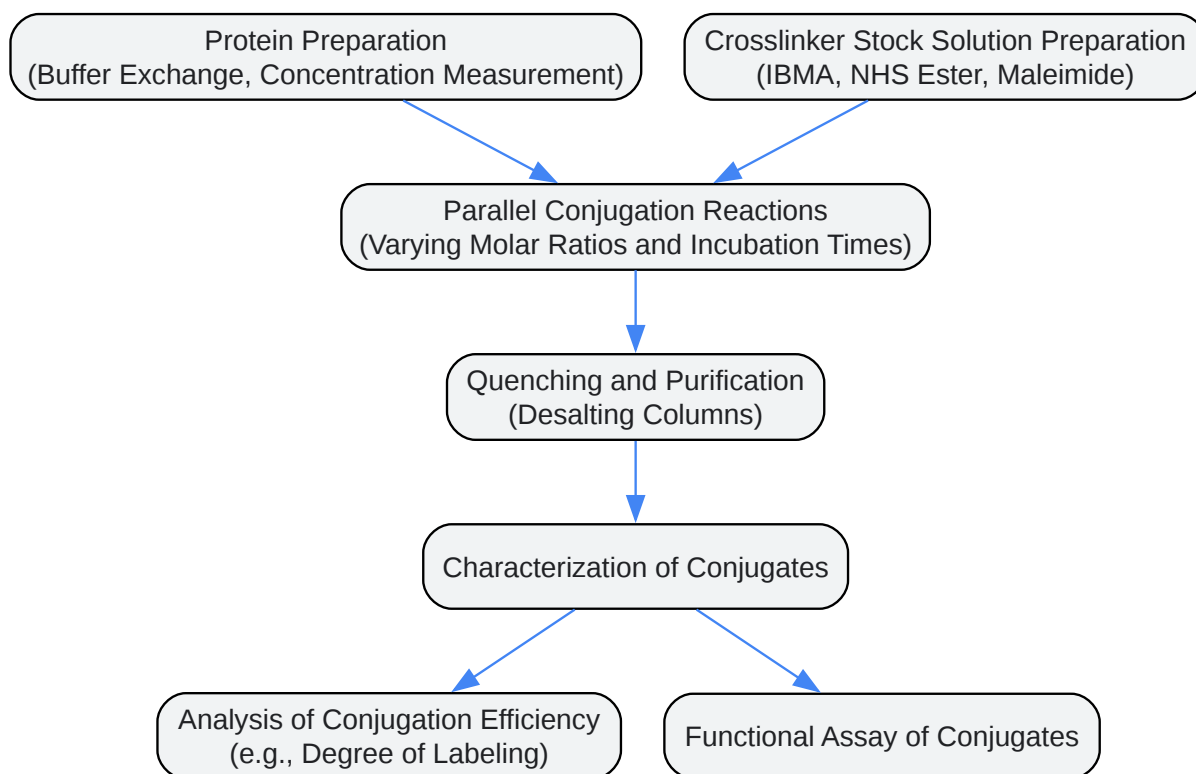 Protein Preparation
(Buffer Exchange, Concentration Measurement)
Crosslinker Stock Solution Preparation
(IBMA, NHS Ester, Maleimide)
Parallel Conjugation Reactions
(Varying Molar Ratios and Incubation Times)
Quenching and Purification
(Desalting Columns)
Characterization of Conjugates
Analysis of Conjugation Efficiency
(e.g., Degree of Labeling)
Functional Assay of Conjugates